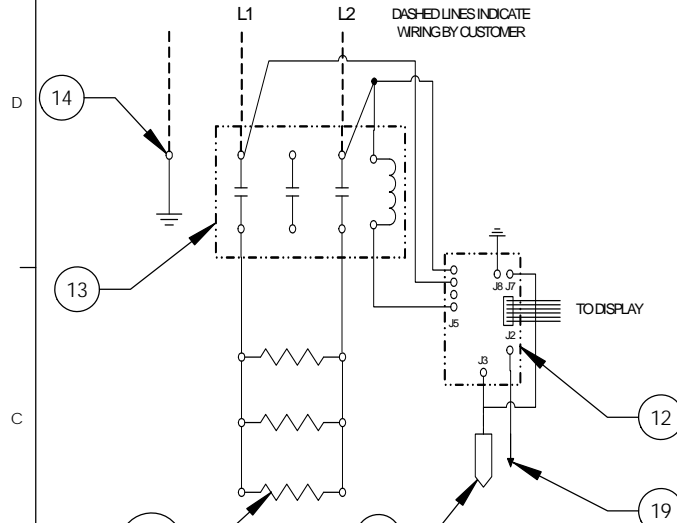 L1
L2
DASHED LINES INDICATE
WIRING BY CUSTOMER
D
14
13
J8 J7
TO DISPLAY
J5
J2
J3
12
C
19